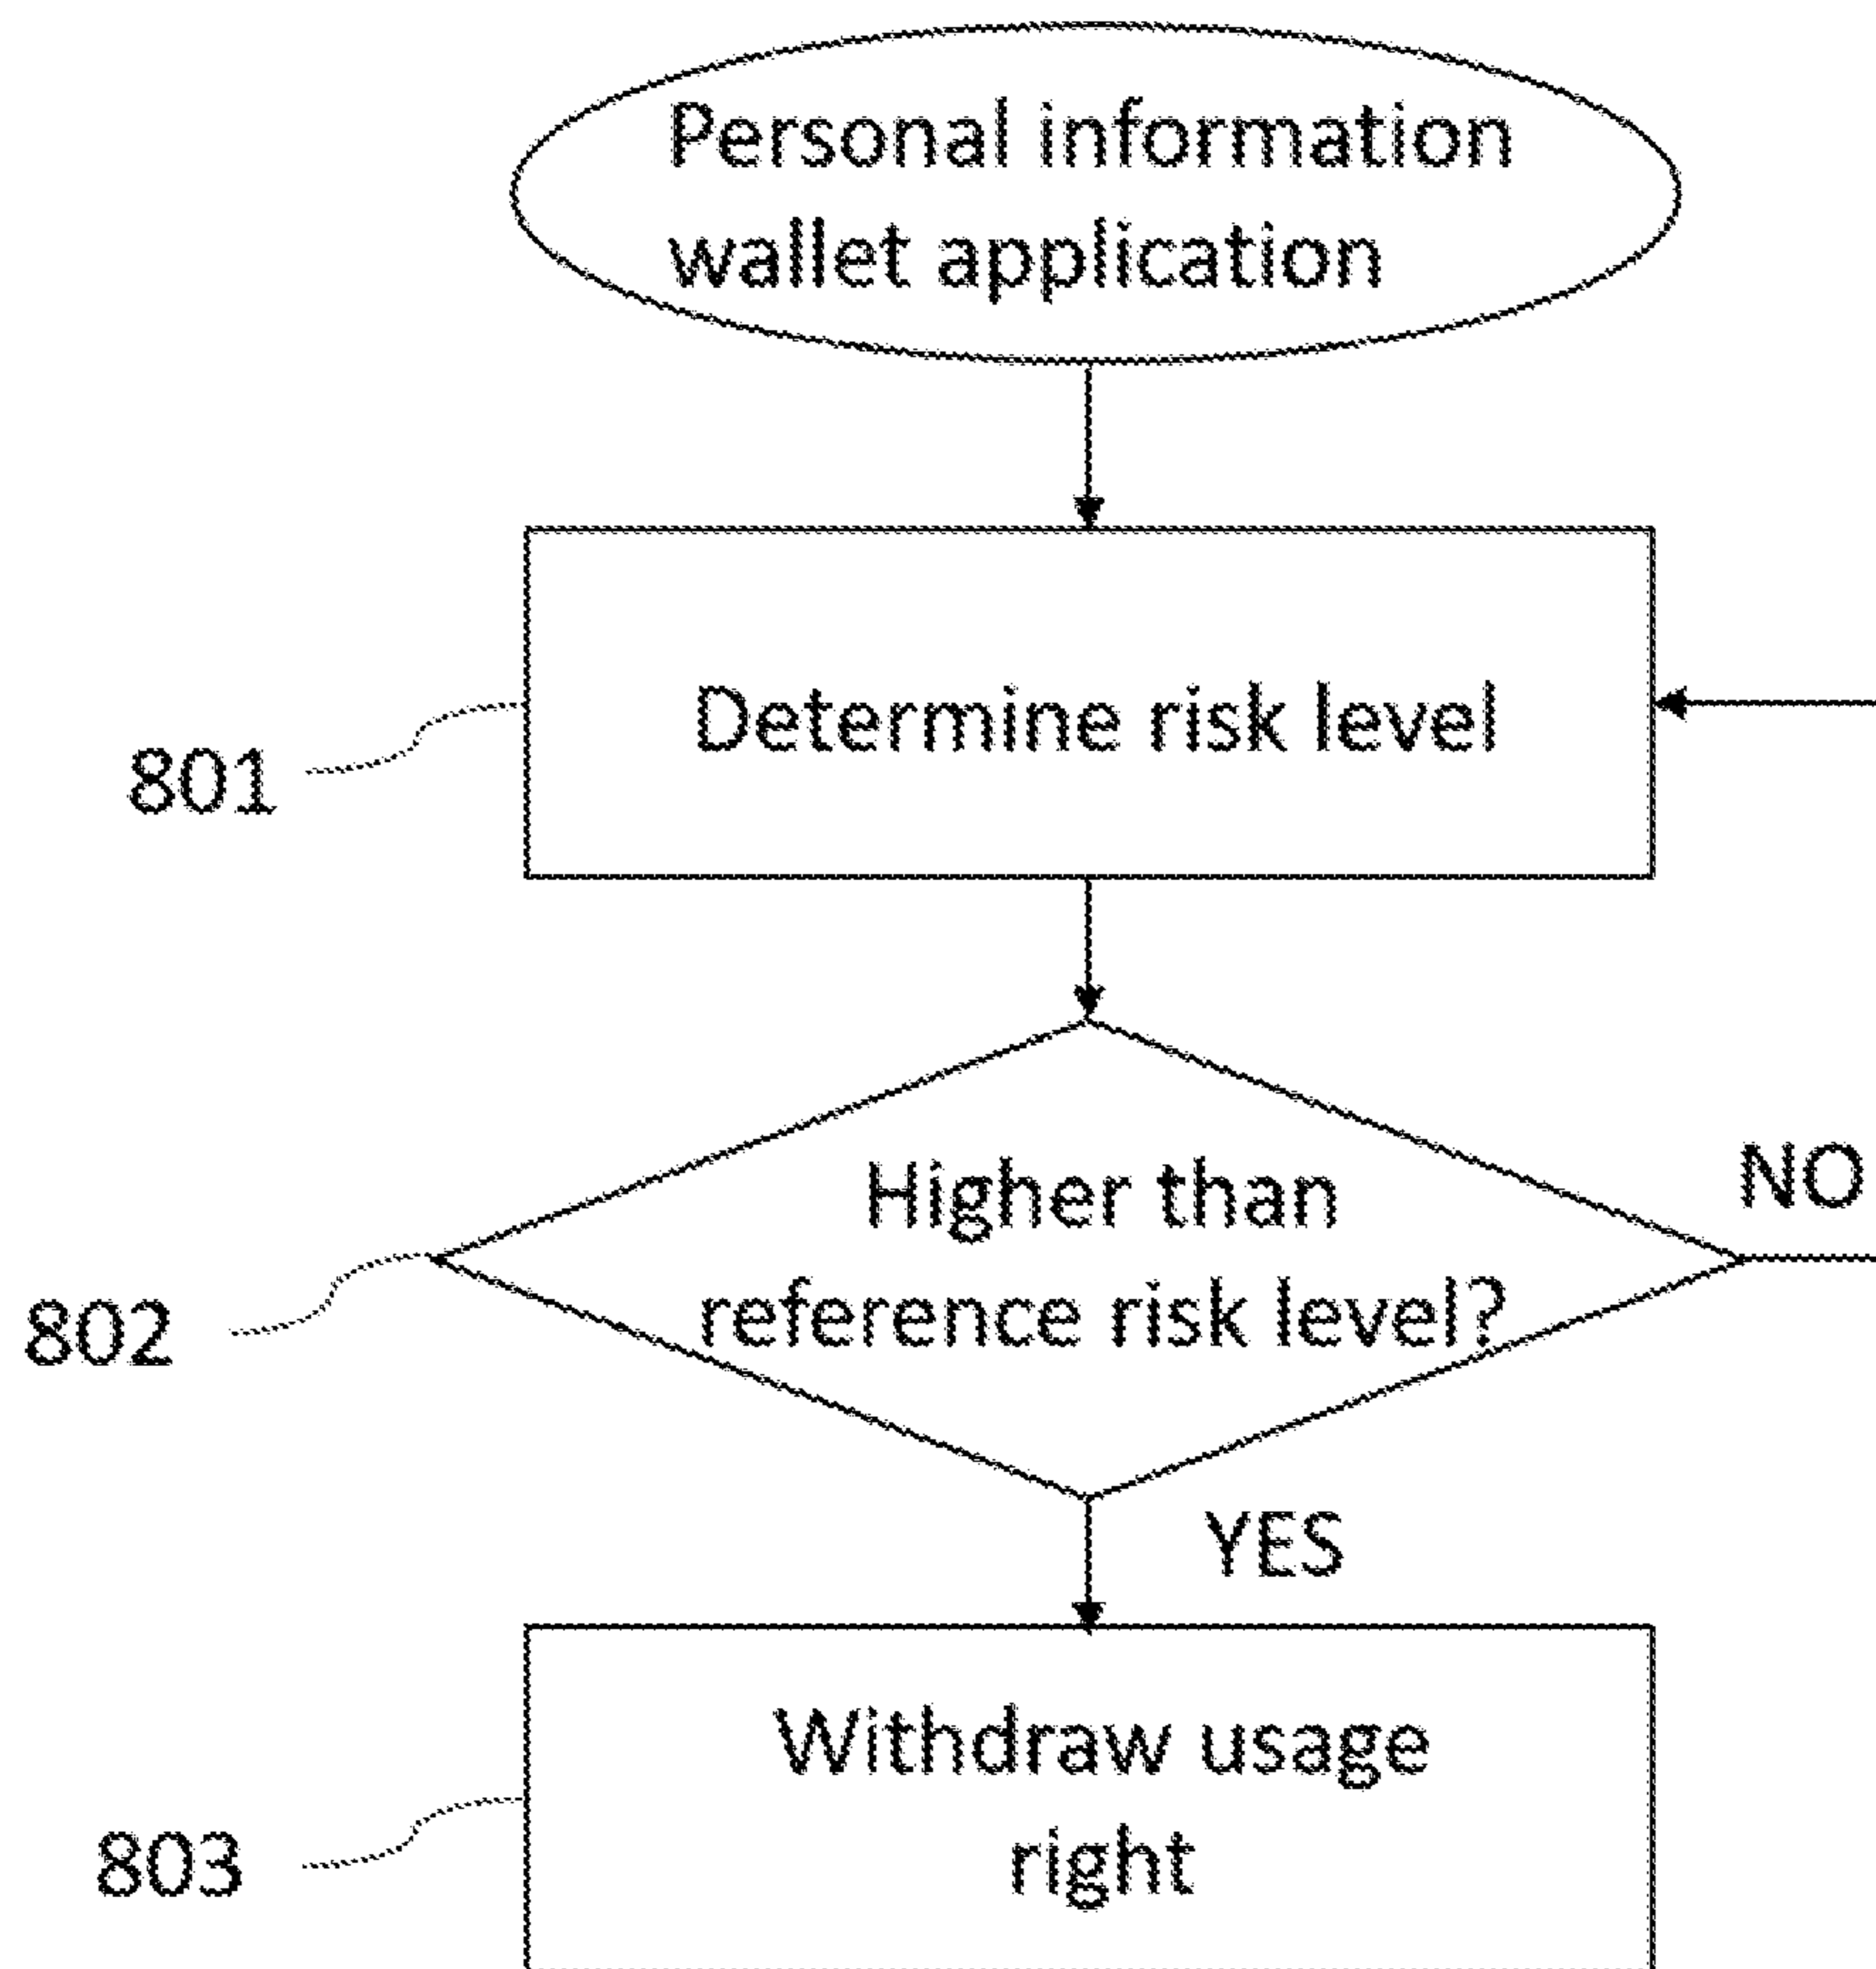 Personal information
wallet application
Determine risk level
801
Higher than
reference risk level?
NO
802
YES
Withdraw usage
right
803